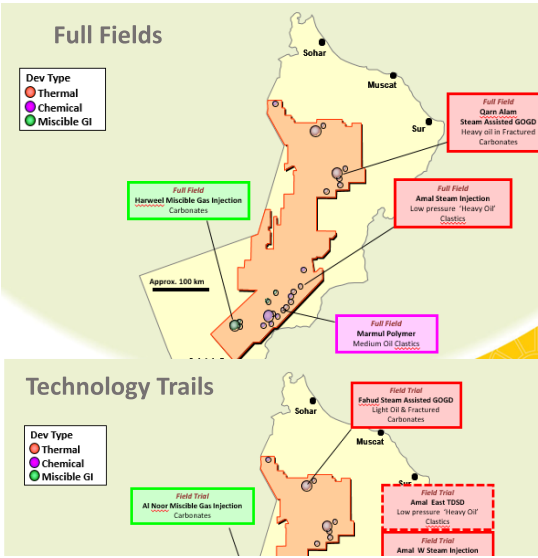 Full Fields
Dev Type
Thermal
Chemical
Miscible GI
Sohar
Muscat
Sur
Full Field
Qarn Alam
Steam Assisted GOGD
Heavy oil in Fractured
Carbonates
Full Field
Harweel Miscible Gas Injection
Carbonates
Full Field
Amal Steam Injection
Low pressure 'Heavy Oil'
Clastics
Approx. 100 km
Full Field
Marmul Polymer
Medium Oil Clastics
Technology Trails
Dev Type
Thermal
Chemical
Miscible GI
Sohar
Muscat
Sur
Field Trial
Fahud Steam Assisted GOGD
Light Oil & Fractured
Carbonates
Field Trial
Al Noor Miscible Gas Injection
Carbonates
Field Trial
Amal East TDSD
Low pressure 'Heavy Oil'
Clastics
Field Trial
Amal W Steam Injection